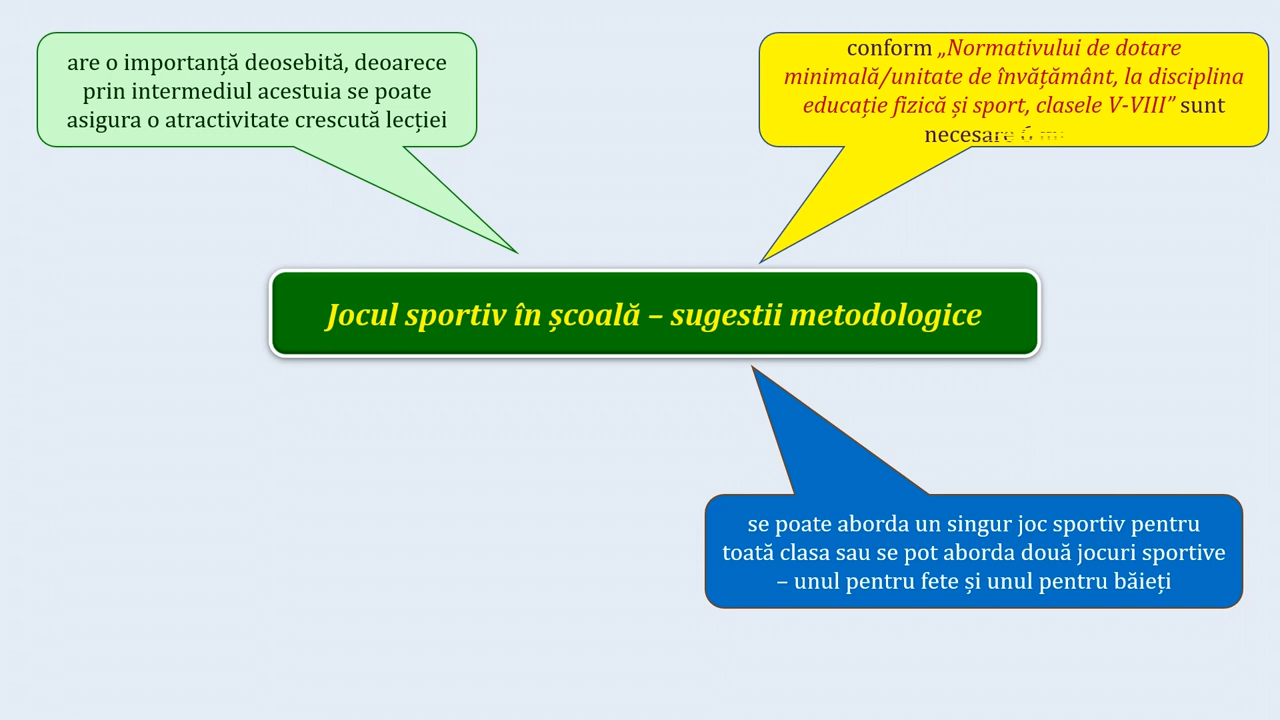 are o importanță deosebită, deoarece
prin intermediul acestuia se poate
asigura o atractivitate crescută lecției
conform „Normativului de dotare
minimală/unitate de învățământ, la disciplina
educație fizică și sport, clasele V-VIII” sunt
necesare
Jocul sportiv în școală – sugestii metodologice
se poate aborda un singur joc sportiv pentru
toată clasa sau se pot aborda două jocuri sportive
– unul pentru fete și unul pentru băieți